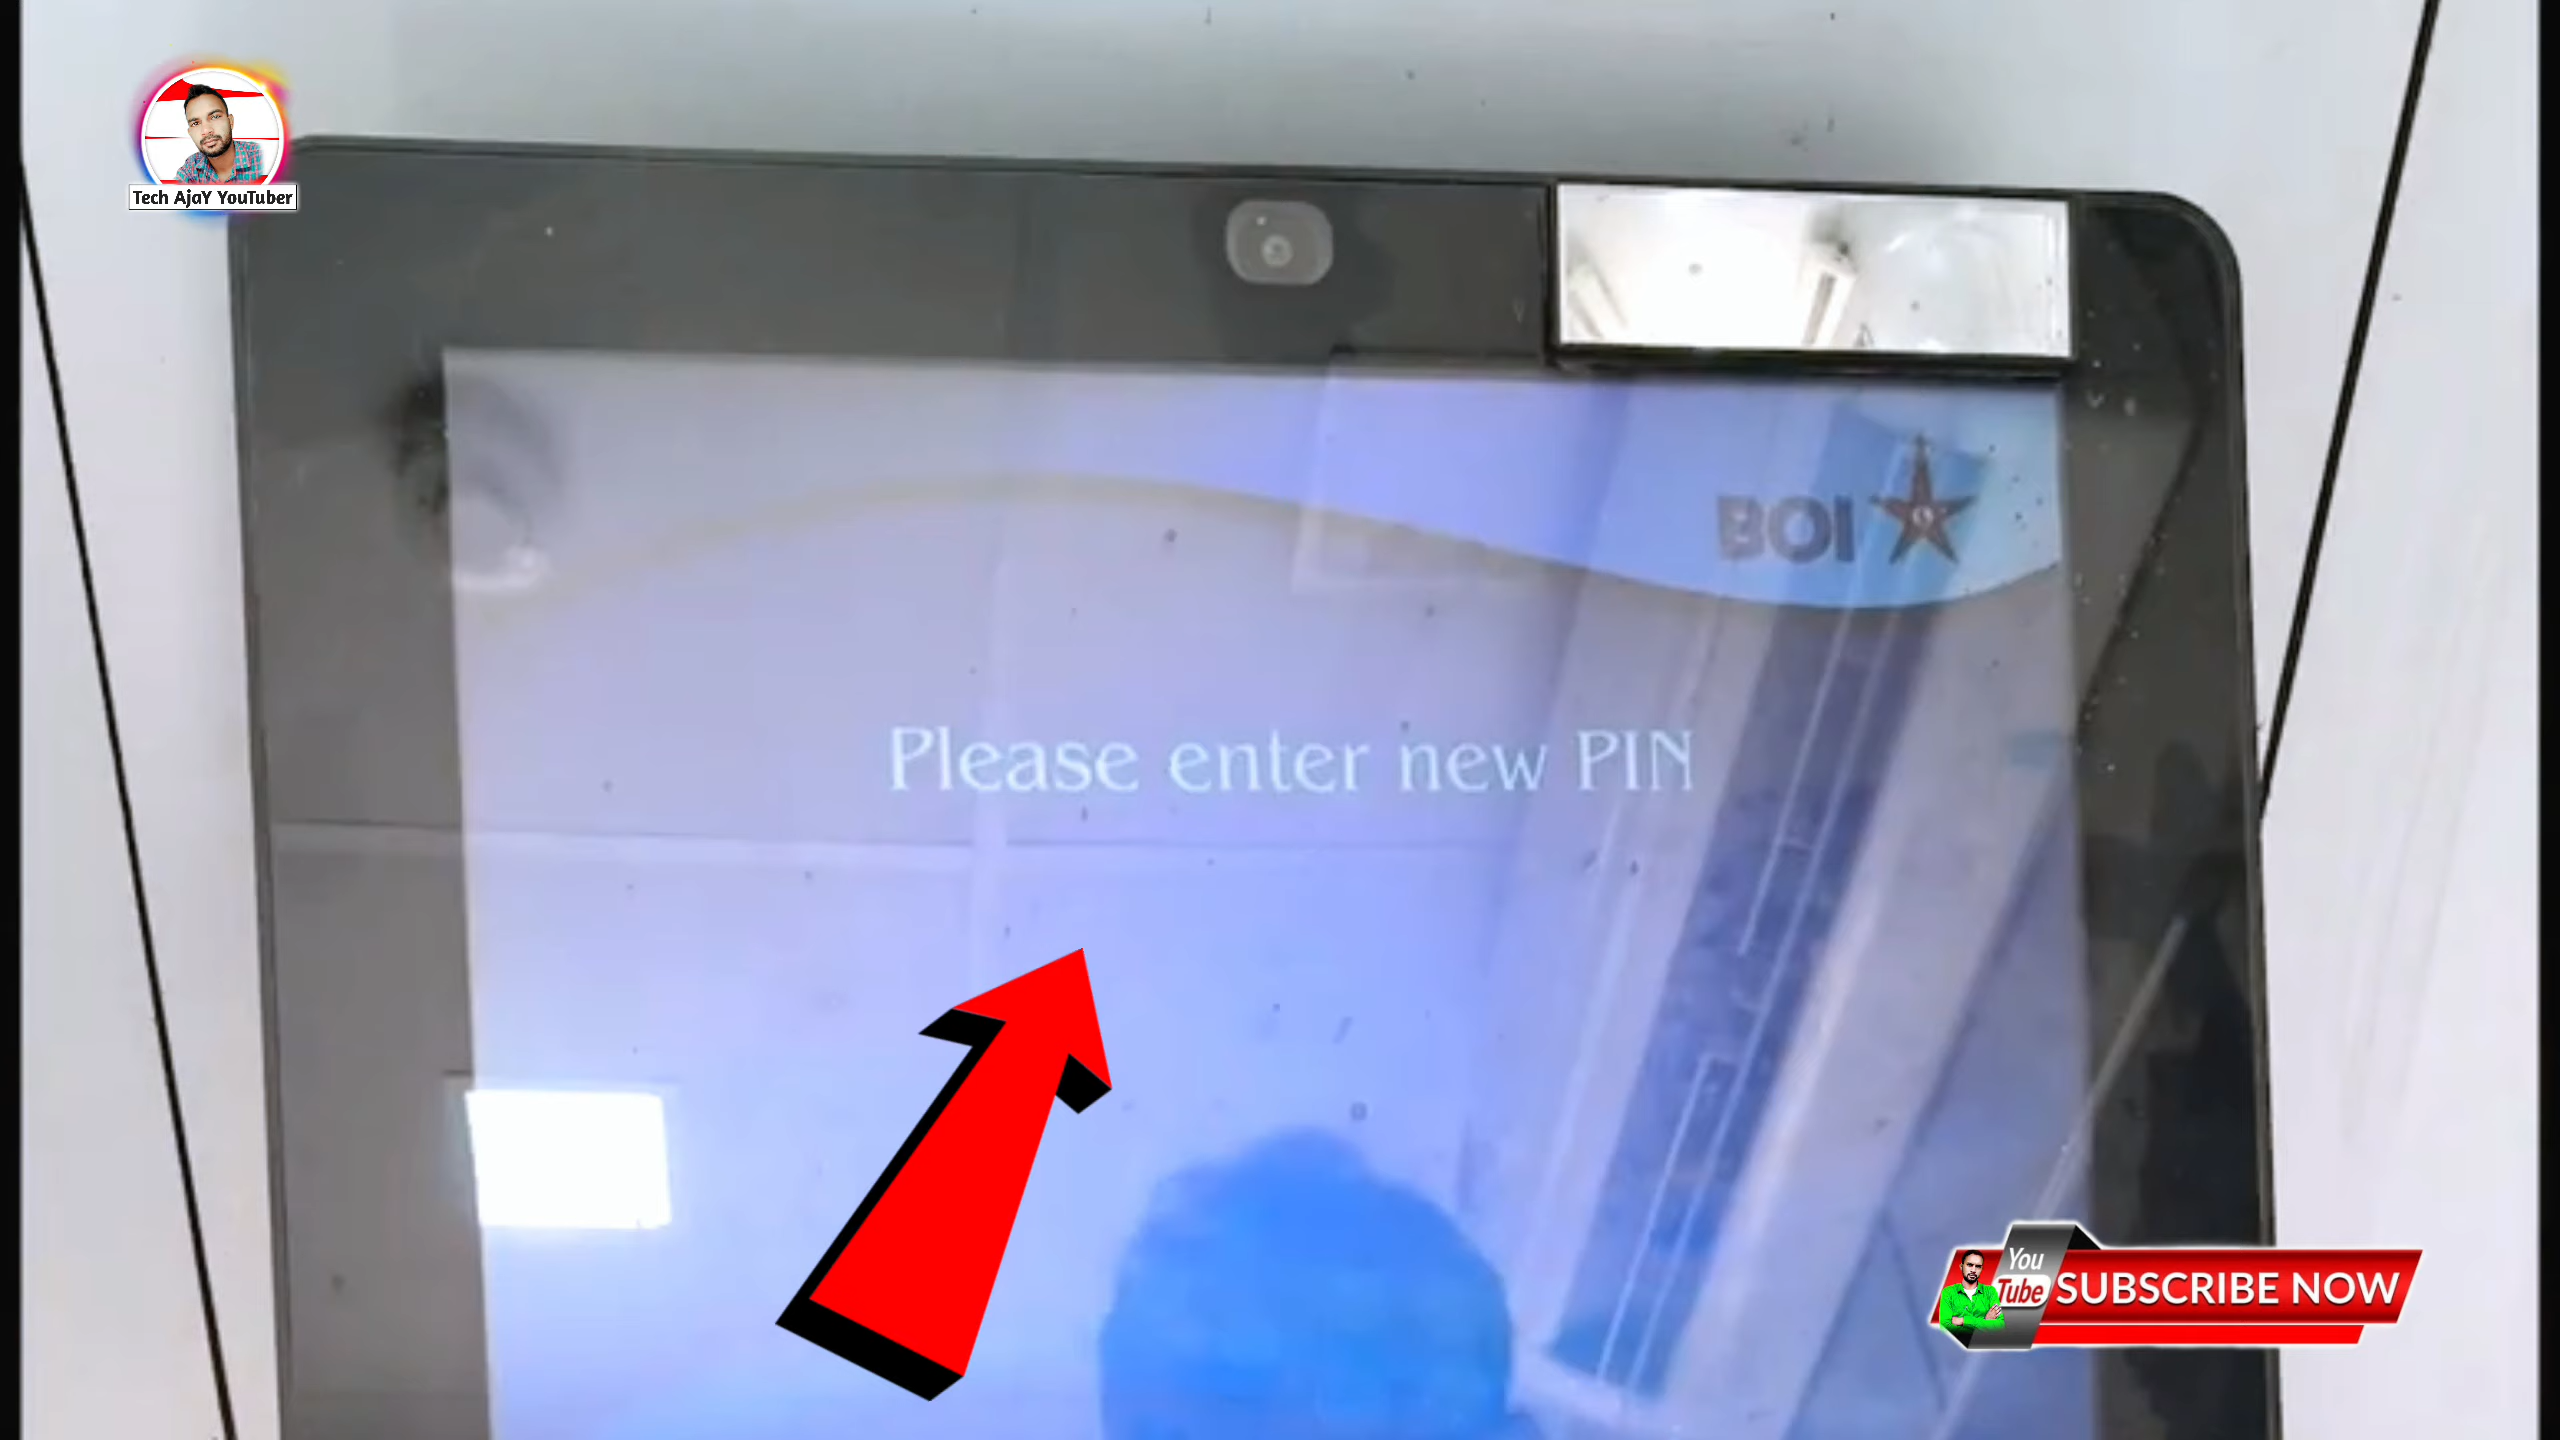 Tech AjaY YouTuber
BOI
Please enter new PIN
You
Tube
SUBSCRIBE NOW